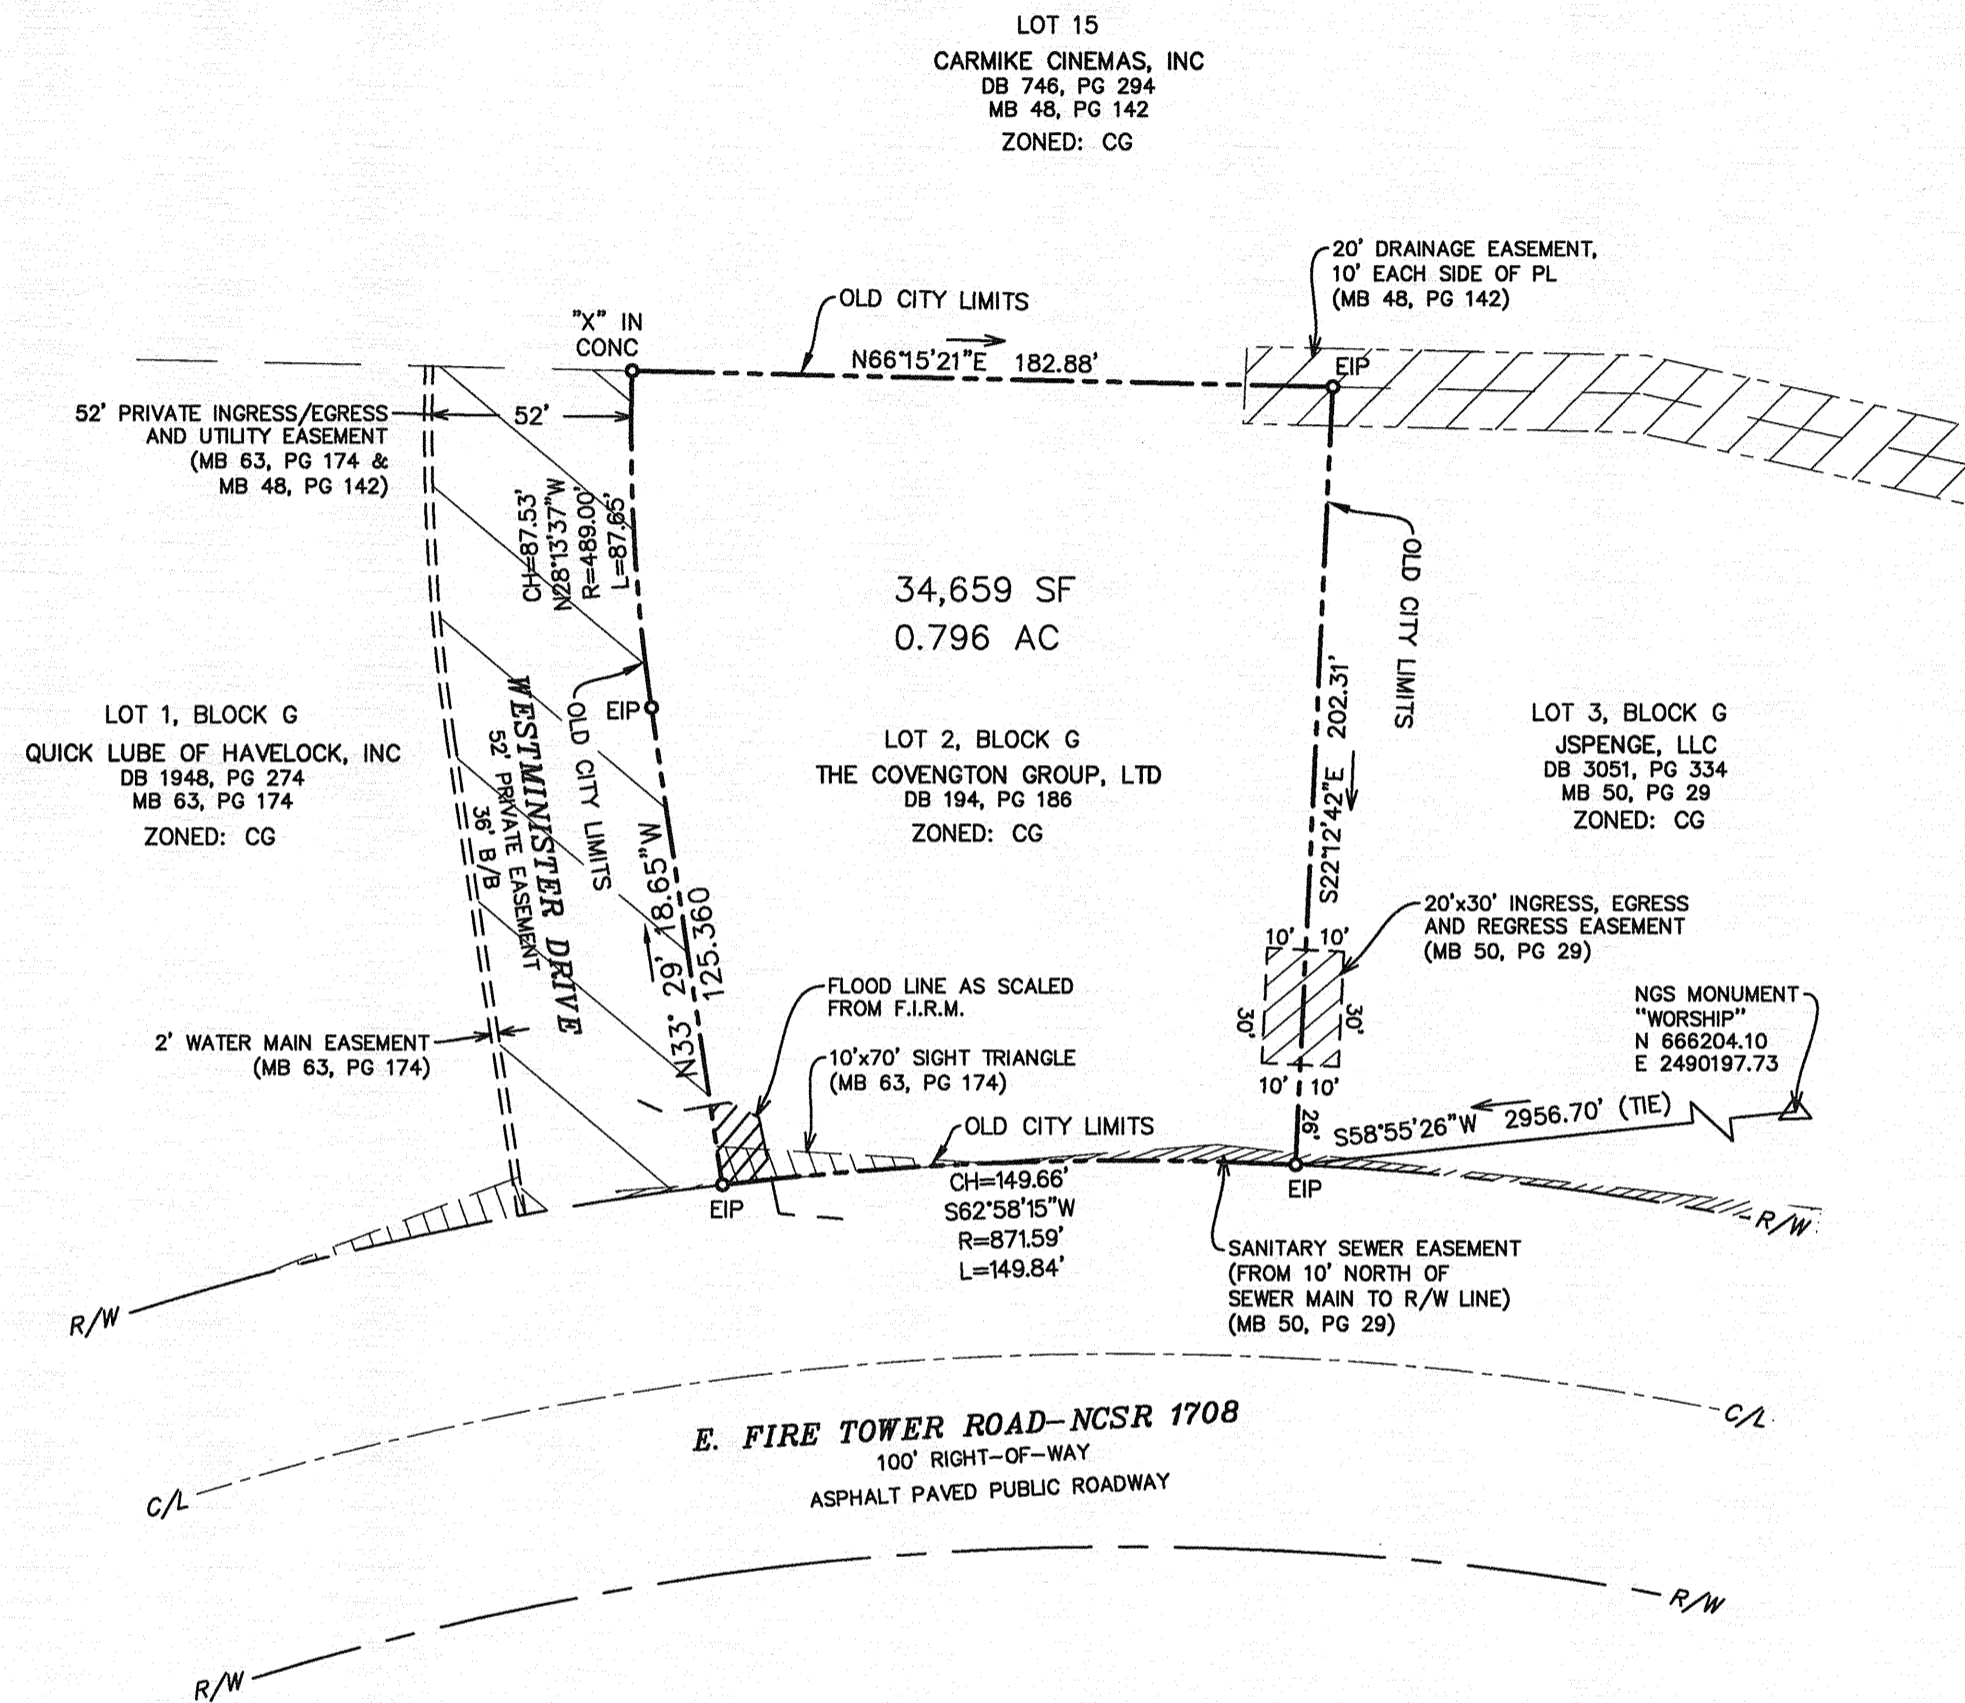 LOT 15
CARMIKE CINEMAS, INC
DB 746, PG 294
MB 48, PG 142
ZONED: CG
20' DRAINAGE EASEMENT,
10' EACH SIDE OF PL
(MB 48, PG 142)
OLD CITY LIMITS
"X" IN
CONC
N66°15'21"E 182.88'
EIP
52' PRIVATE INGRESS/EGRESS
AND UTILITY EASEMENT
(MB 63, PG 174 &
MB 48, PG 142)
52'
CH=87.53'
N28°13'37"W
R=489.00'
L=87.65'
34,659 SF
0.796 AC
OLD CITY LIMITS
S22°12'42"E 202.31'
LOT 1, BLOCK G
QUICK LUBE OF HAVELOCK, INC
DB 1948, PG 274
MB 63, PG 174
ZONED: CG
EIP
OLD CITY LIMITS
WESTMINISTER DRIVE
52' PRIVATE EASEMENT
36' B/B
LOT 2, BLOCK G
THE COVENGTON GROUP, LTD
DB 194, PG 186
ZONED: CG
LOT 3, BLOCK G
JSPENGE, LLC
DB 3051, PG 334
MB 50, PG 29
ZONED: CG
N33° 29' 18.65"W
125.360
20'x30' INGRESS, EGRESS
AND REGRESS EASEMENT
(MB 50, PG 29)
10' 10'
30' 30'
10' 10'
26'
FLOOD LINE AS SCALED
FROM F.I.R.M.
NGS MONUMENT
"WORSHIP"
N 666204.10
E 2490197.73
2' WATER MAIN EASEMENT
(MB 63, PG 174)
10'x70' SIGHT TRIANGLE
(MB 63, PG 174)
OLD CITY LIMITS
S58°55'26"W 2956.70' (TIE)
EIP
CH=149.66'
S62°58'15"W
R=871.59'
L=149.84'
EIP
R/W
SANITARY SEWER EASEMENT
(FROM 10' NORTH OF
SEWER MAIN TO R/W LINE)
(MB 50, PG 29)
R/W
C/L
E. FIRE TOWER ROAD-NCSR 1708
100' RIGHT-OF-WAY
ASPHALT PAVED PUBLIC ROADWAY
C/L
R/W
R/W